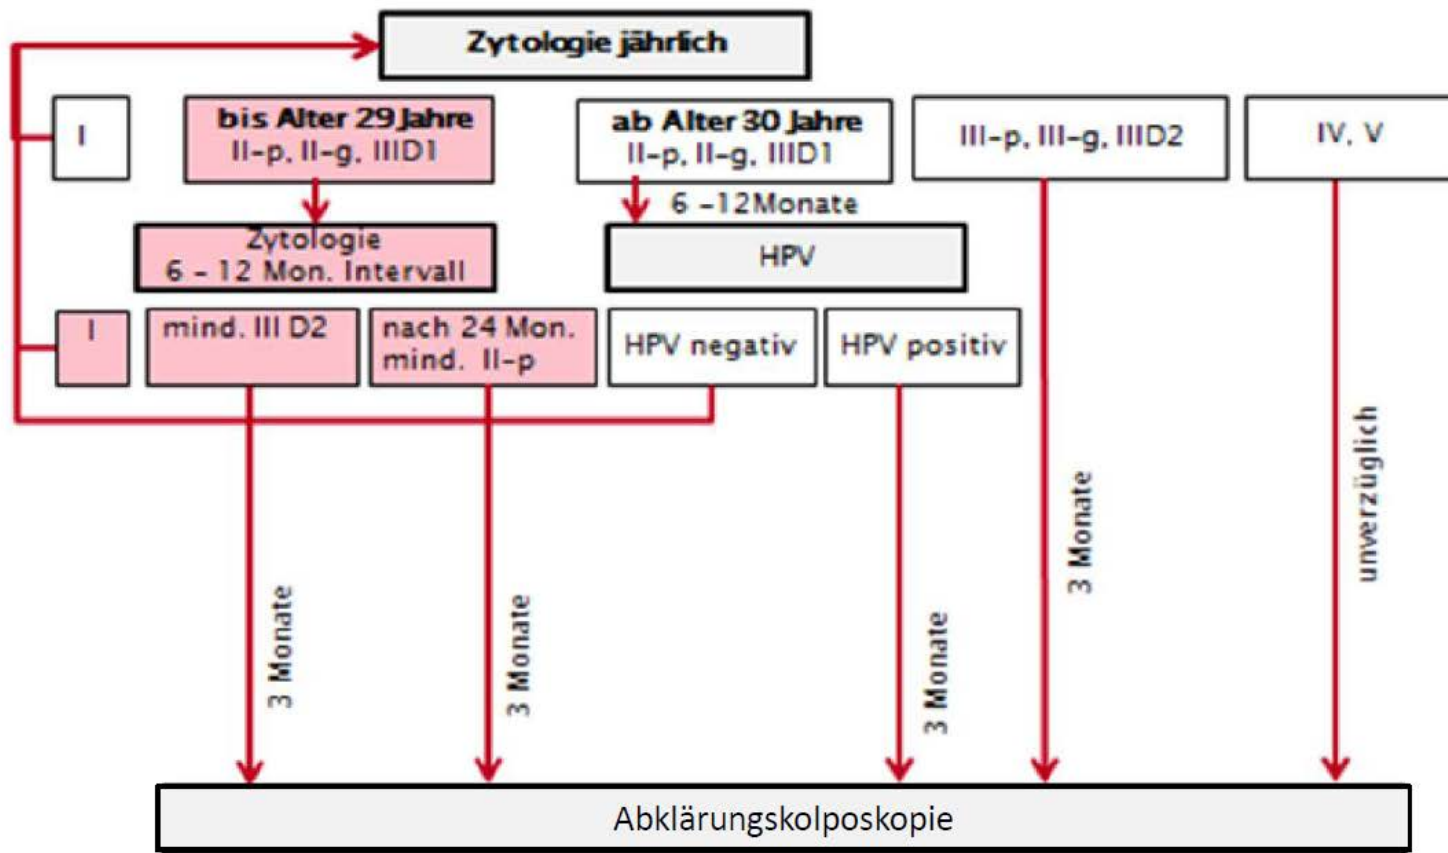 Zytologie jährlich
I
bis Alter 29 Jahre
II-p, II-g, IIID1
ab Alter 30 Jahre
II-p, II-g, IIID1
III-p, III-g, IIID2
IV, V
6 -12Monate
Zytologie
6 - 12 Mon. Intervall
HPV
I
mind. III D2
nach 24 Mon.
mind. II-p
HPV negativ
HPV positiv
3 Monate
3 Monate
3 Monate
3 Monate
unverzüglich
Abklärungskolposkopie